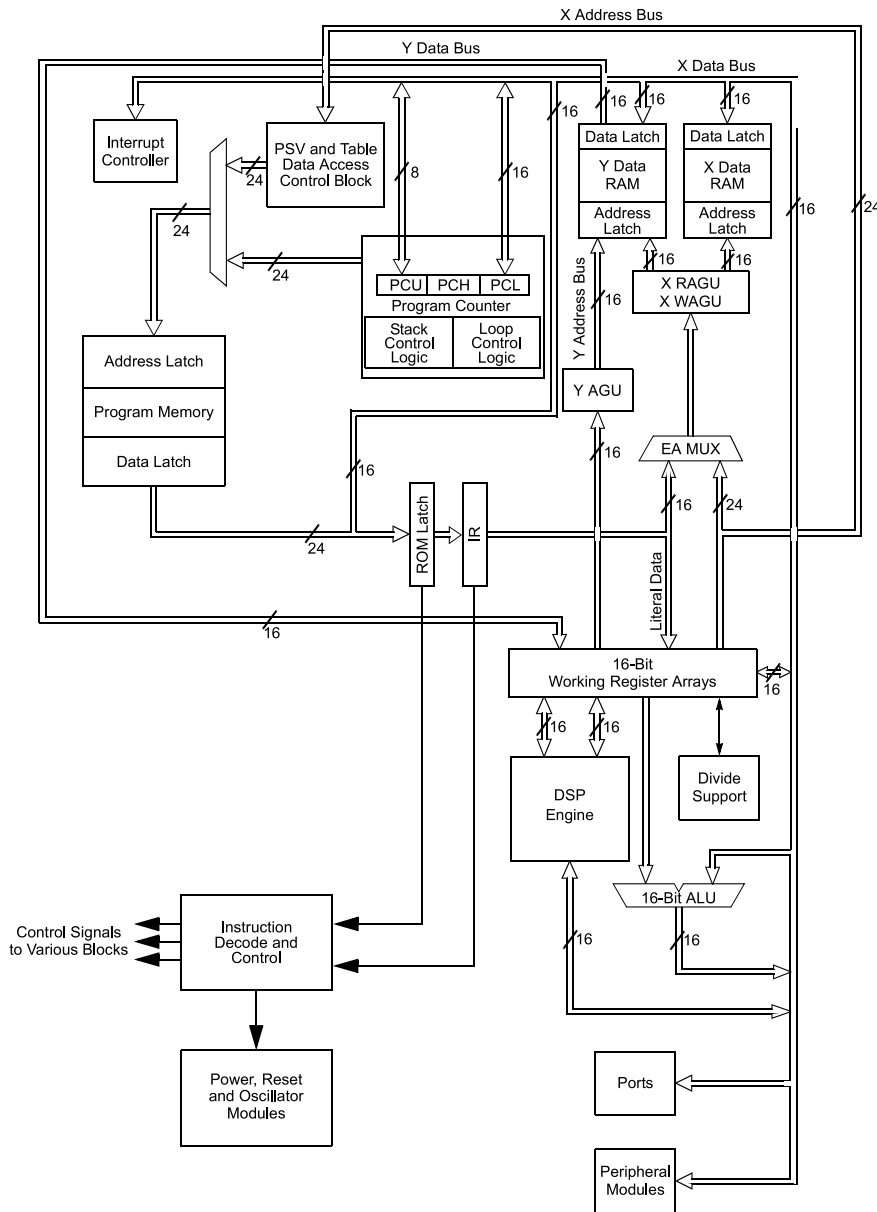 X Address Bus
Y Data Bus
X Data Bus
16
16
16
16
Interrupt
Controller
PSV and Table
Data Access
Control Block
Data Latch
Y Data
RAM
Address
Latch
Data Latch
X Data
RAM
Address
Latch
24
8
16
24
16
24
24
16
16
X RAGU
X WAGU
PCU
PCH
PCL
Program Counter
Stack
Control
Logic
Loop
Control
Logic
Y Address Bus
16
Address Latch
Program Memory
Data Latch
Y AGU
EA MUX
16
16
16
24
24
ROM Latch
IR
Literal Data
16
16-Bit
Working Register Arrays
16
16
16
DSP
Engine
Divide
Support
16-Bit ALU
16
16
Control Signals
to Various Blocks
Instruction
Decode and
Control
Power, Reset
and Oscillator
Modules
Ports
Peripheral
Modules